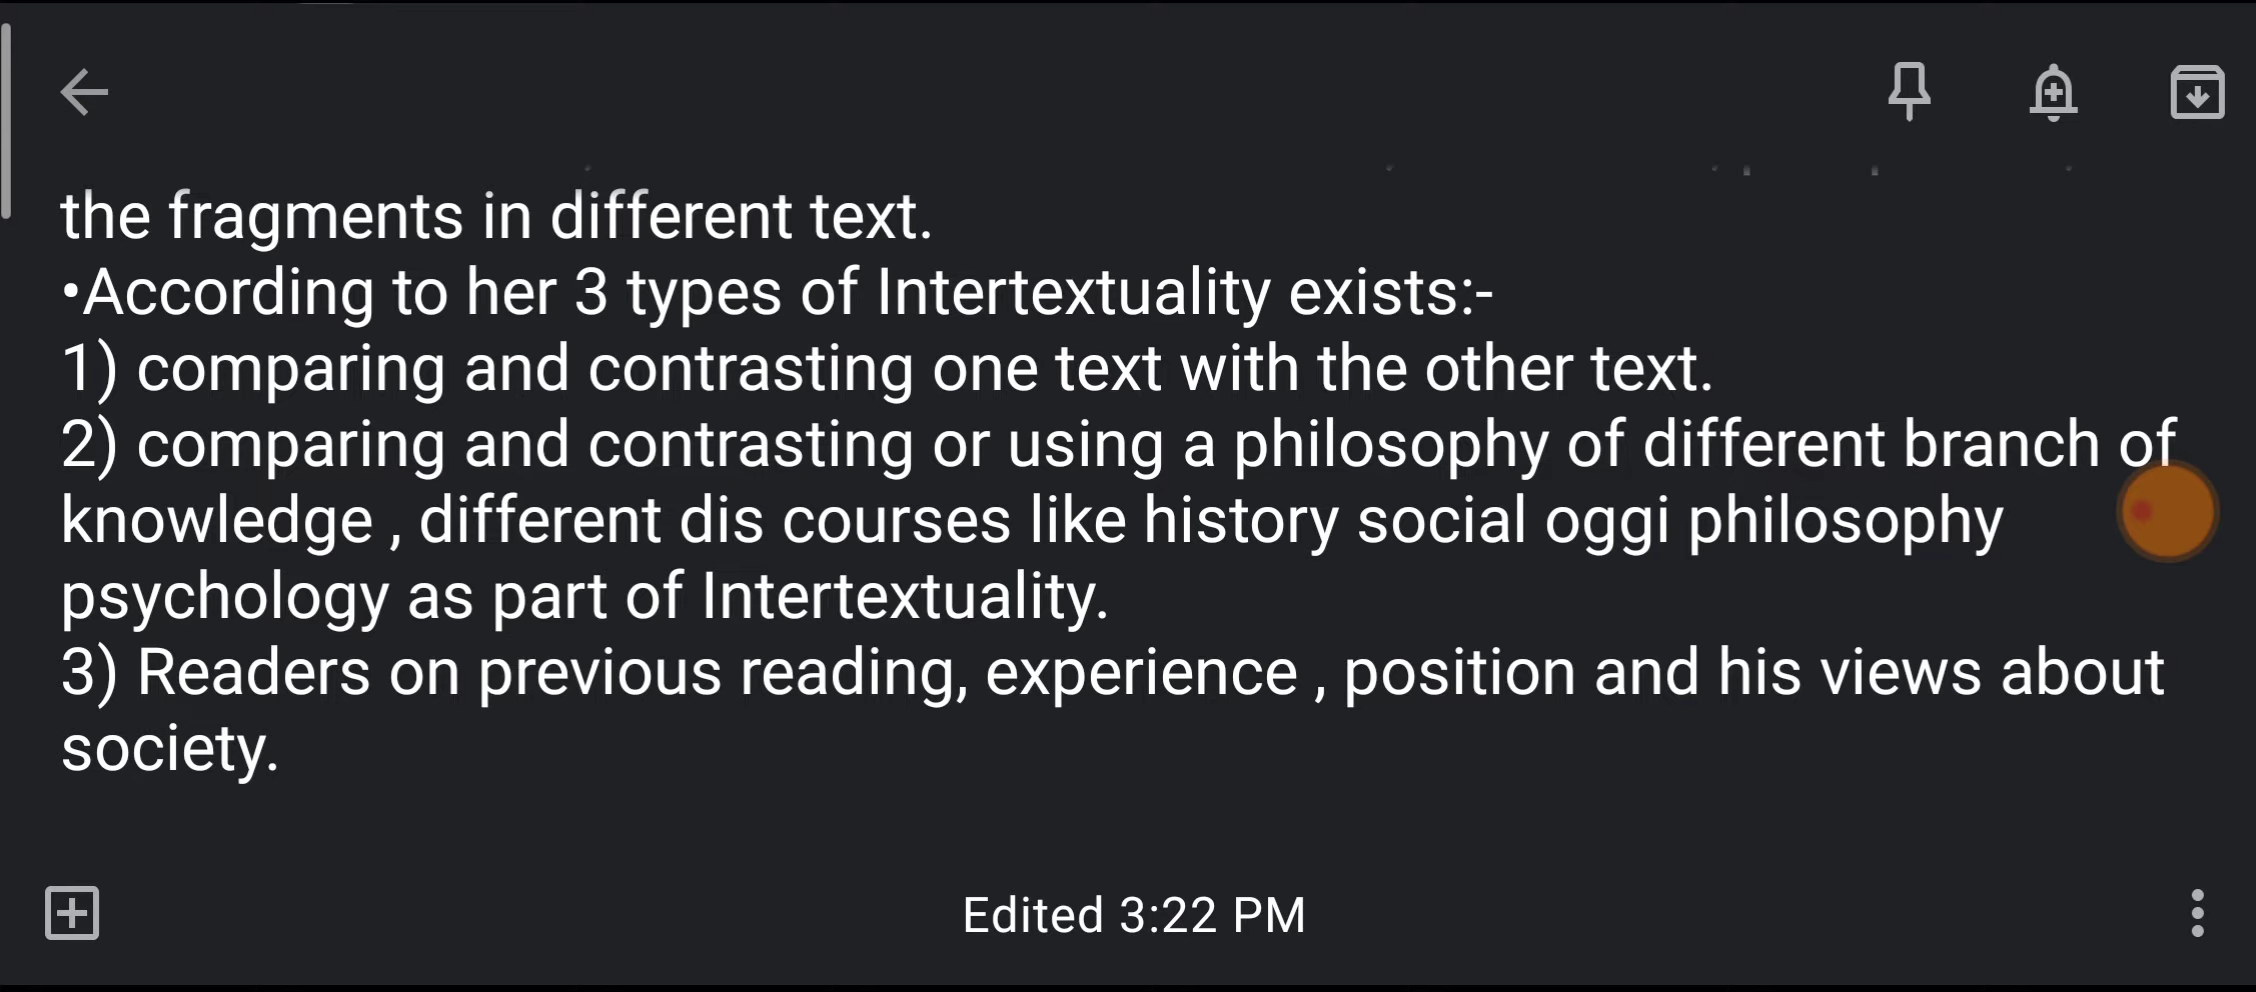 the fragments in different text.
•According to her 3 types of Intertextuality exists:-
1) comparing and contrasting one text with the other text.
2) comparing and contrasting or using a philosophy of different branch of
knowledge , different dis courses like history social oggi philosophy
psychology as part of Intertextuality.
3) Readers on previous reading, experience , position and his views about
society.
Edited 3:22 PM